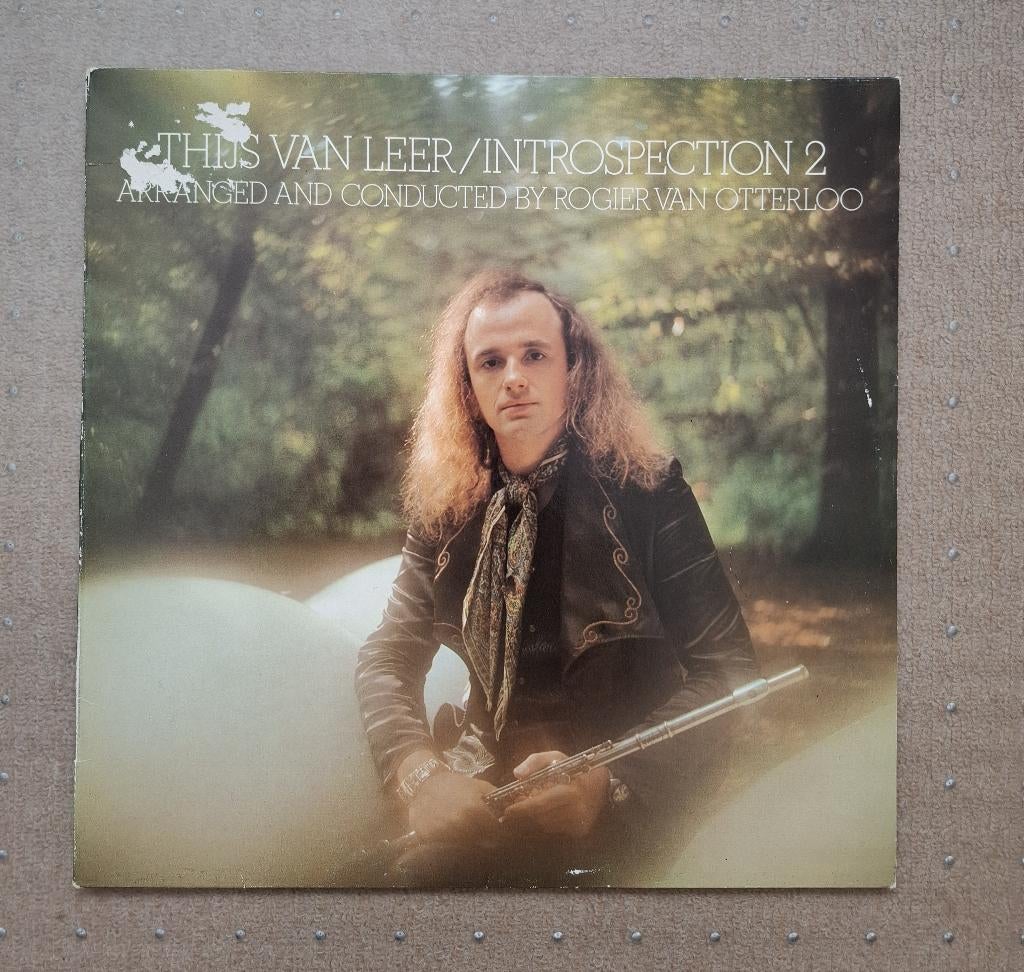 THIJS VAN LEER/INTROSPECTION 2
ARRANGED AND CONDUCTED BY ROGIER VAN OTTERLOO